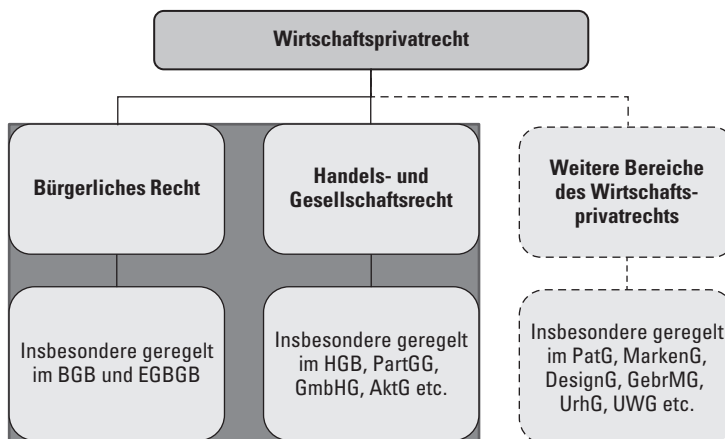 Wirtschaftsprivatrecht
Bürgerliches Recht
Handels- und
Gesellschaftsrecht
Weitere Bereiche
des Wirtschafts-
privatrechts
Insbesondere geregelt
im BGB und EGBGB
Insbesondere geregelt
im HGB, PartGG,
GmbHG, AktG etc.
Insbesondere geregelt
im PatG, MarkenG,
DesignG, GebrMG,
UrhG, UWG etc.